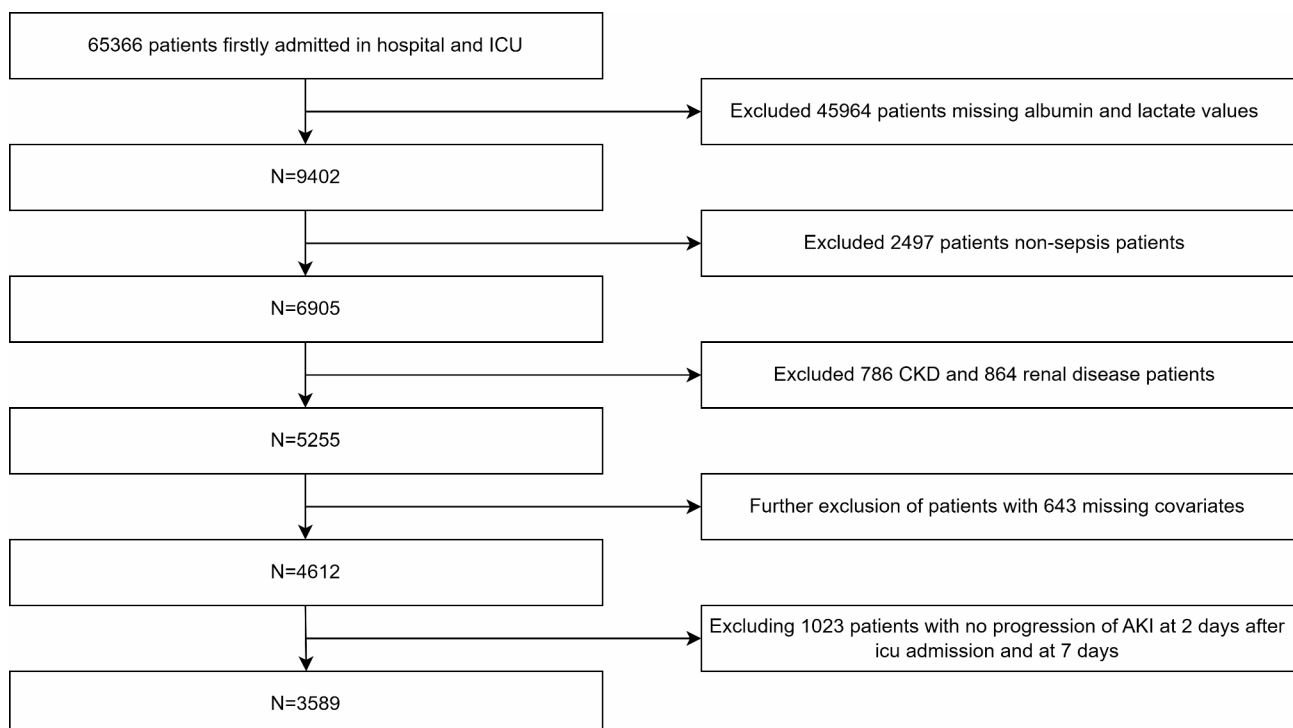 65366 patients firstly admitted in hospital and ICU
Excluded 45964 patients missing albumin and lactate values
N=9402
Excluded 2497 patients non-sepsis patients
N=6905
Excluded 786 CKD and 864 renal disease patients
N=5255
Further exclusion of patients with 643 missing covariates
N=4612
Excluding 1023 patients with no progression of AKI at 2 days after
icu admission and at 7 days
N=3589